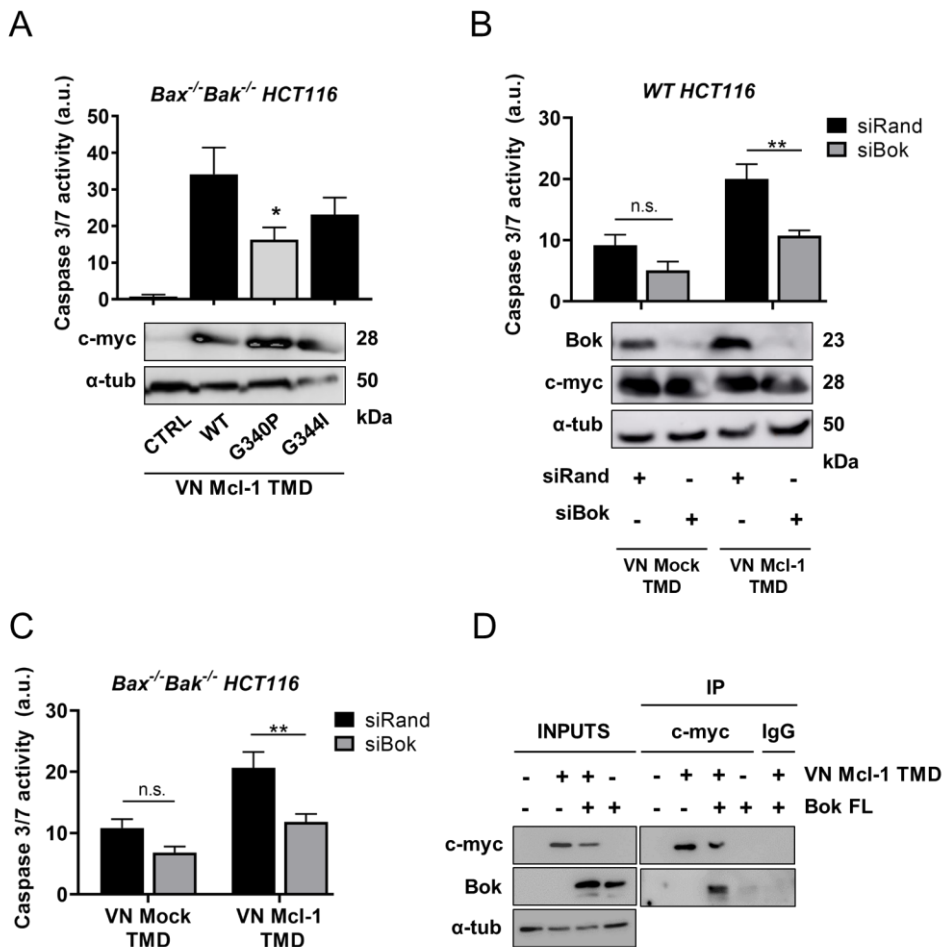 A
Bax-/-Bak-/- HCT116
Caspase 3/7 activity (a.u.)
50
40
30
20
10
0
*
c-myc 28
α-tub 50
kDa
CTRL WT G340P G344I
VN Mcl-1 TMD
B
WT HCT116
Caspase 3/7 activity (a.u.)
30
20
10
0
siRand
siBok
n.s.
**
Bok 23
c-myc 28
α-tub 50
kDa
siRand + - + -
siBok - + - +
VN Mock TMD
VN Mcl-1 TMD
C
Bax-/-Bak-/- HCT116
Caspase 3/7 activity (a.u.)
30
20
10
0
siRand
siBok
n.s.
**
VN Mock TMD
VN Mcl-1 TMD
D
IP
INPUTS c-myc IgG
- + + - - + + - + VN Mcl-1 TMD
- - + + - - + + + Bok FL
c-myc
Bok
α-tub